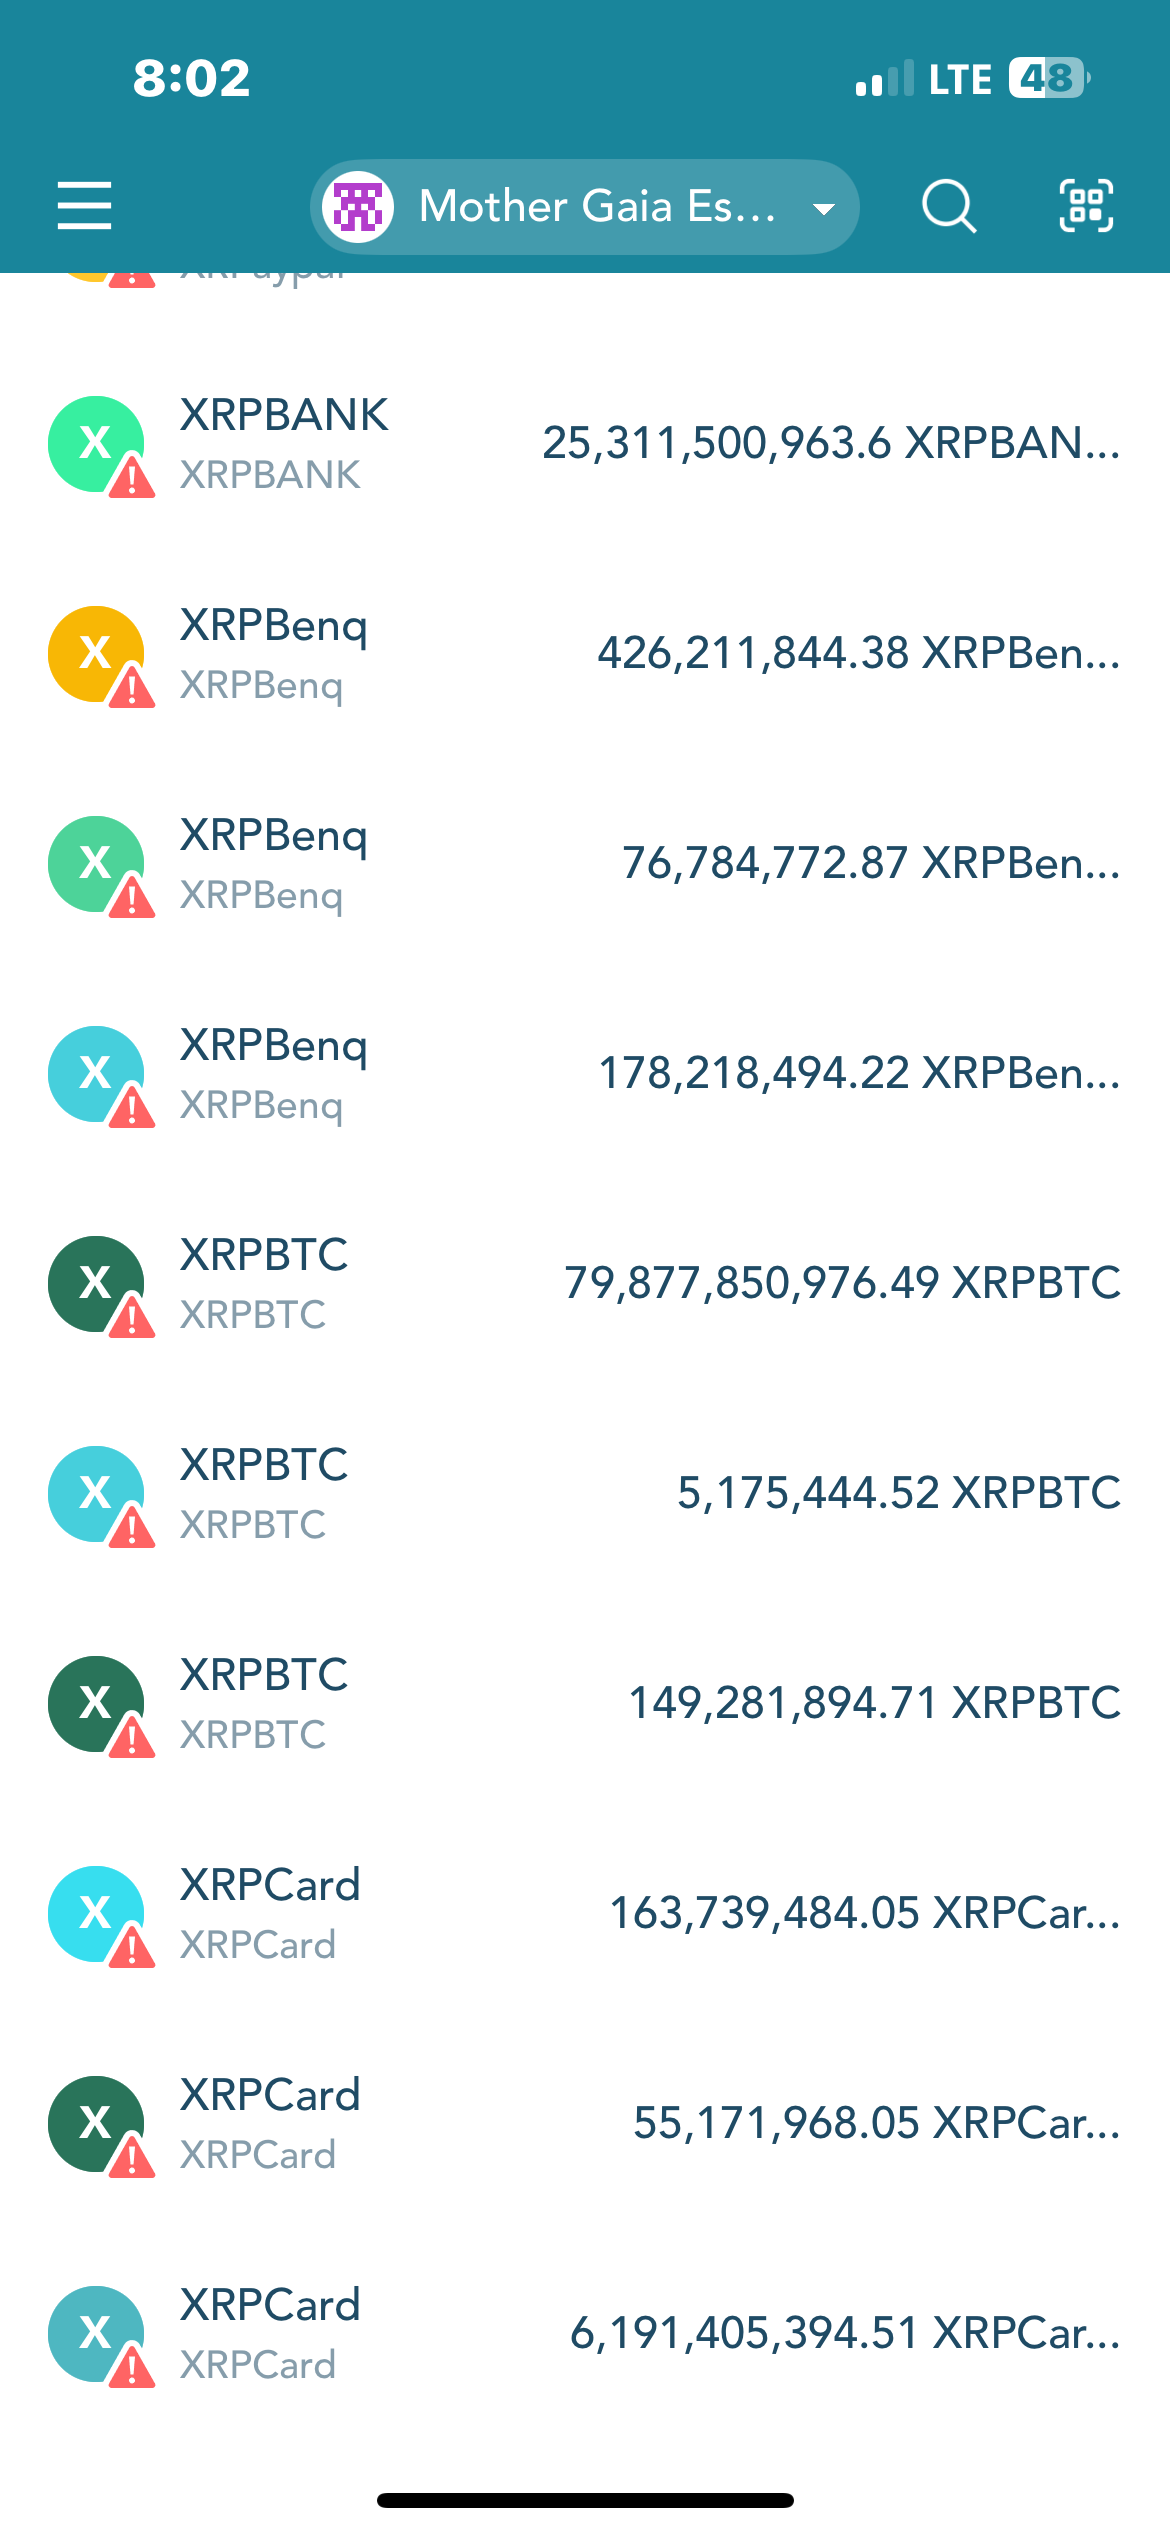 8:02
LTE 48
Mother Gaia Es...
XRPaypal
XRPBANK
25,311,500,963.6 XRPBAN...
XRPBANK
XRPBenq
426,211,844.38 XRPBen...
XRPBenq
XRPBenq
76,784,772.87 XRPBen...
XRPBenq
XRPBenq
178,218,494.22 XRPBen...
XRPBenq
XRPBTC
79,877,850,976.49 XRPBTC
XRPBTC
XRPBTC
5,175,444.52 XRPBTC
XRPBTC
XRPBTC
149,281,894.71 XRPBTC
XRPBTC
XRPCard
163,739,484.05 XRPCar...
XRPCard
XRPCard
55,171,968.05 XRPCar...
XRPCard
XRPCard
6,191,405,394.51 XRPCar...
XRPCard